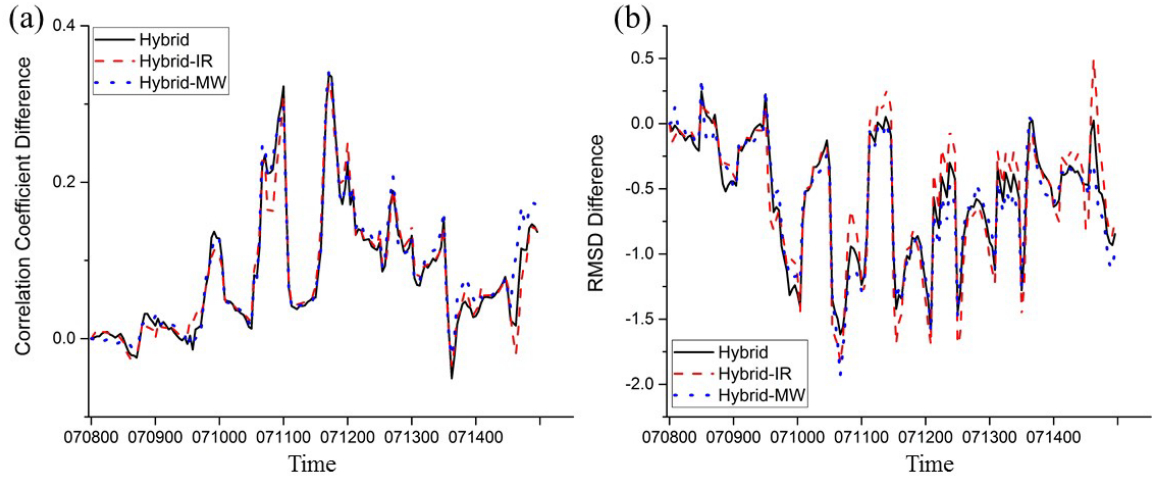 (a)
0.4
0.2
0.0
Correlation Coefficient Difference
Hybrid
Hybrid-IR
Hybrid-MW
070800 070900 071000 071100 071200 071300 071400
Time
(b)
0.5
0.0
-0.5
-1.0
-1.5
-2.0
RMSD Difference
Hybrid
Hybrid-IR
Hybrid-MW
070800 070900 071000 071100 071200 071300 071400
Time